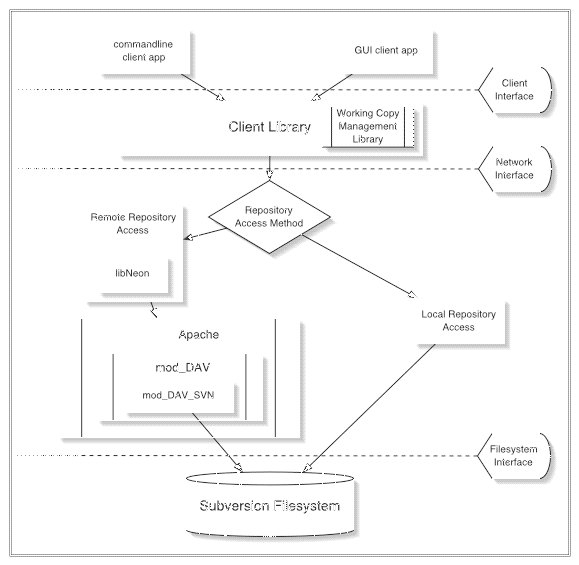 commandline
client app
GUI client app
Client
Interface
Client Library
Working Copy
Management
Library
Network
Interface
Repository
Access Method
Remote Repository
Access
libNeon
Local Repository
Access
Apache
mod_DAV
mod_DAV_SVN
Filesystem
Interface
Subversion Filesystem